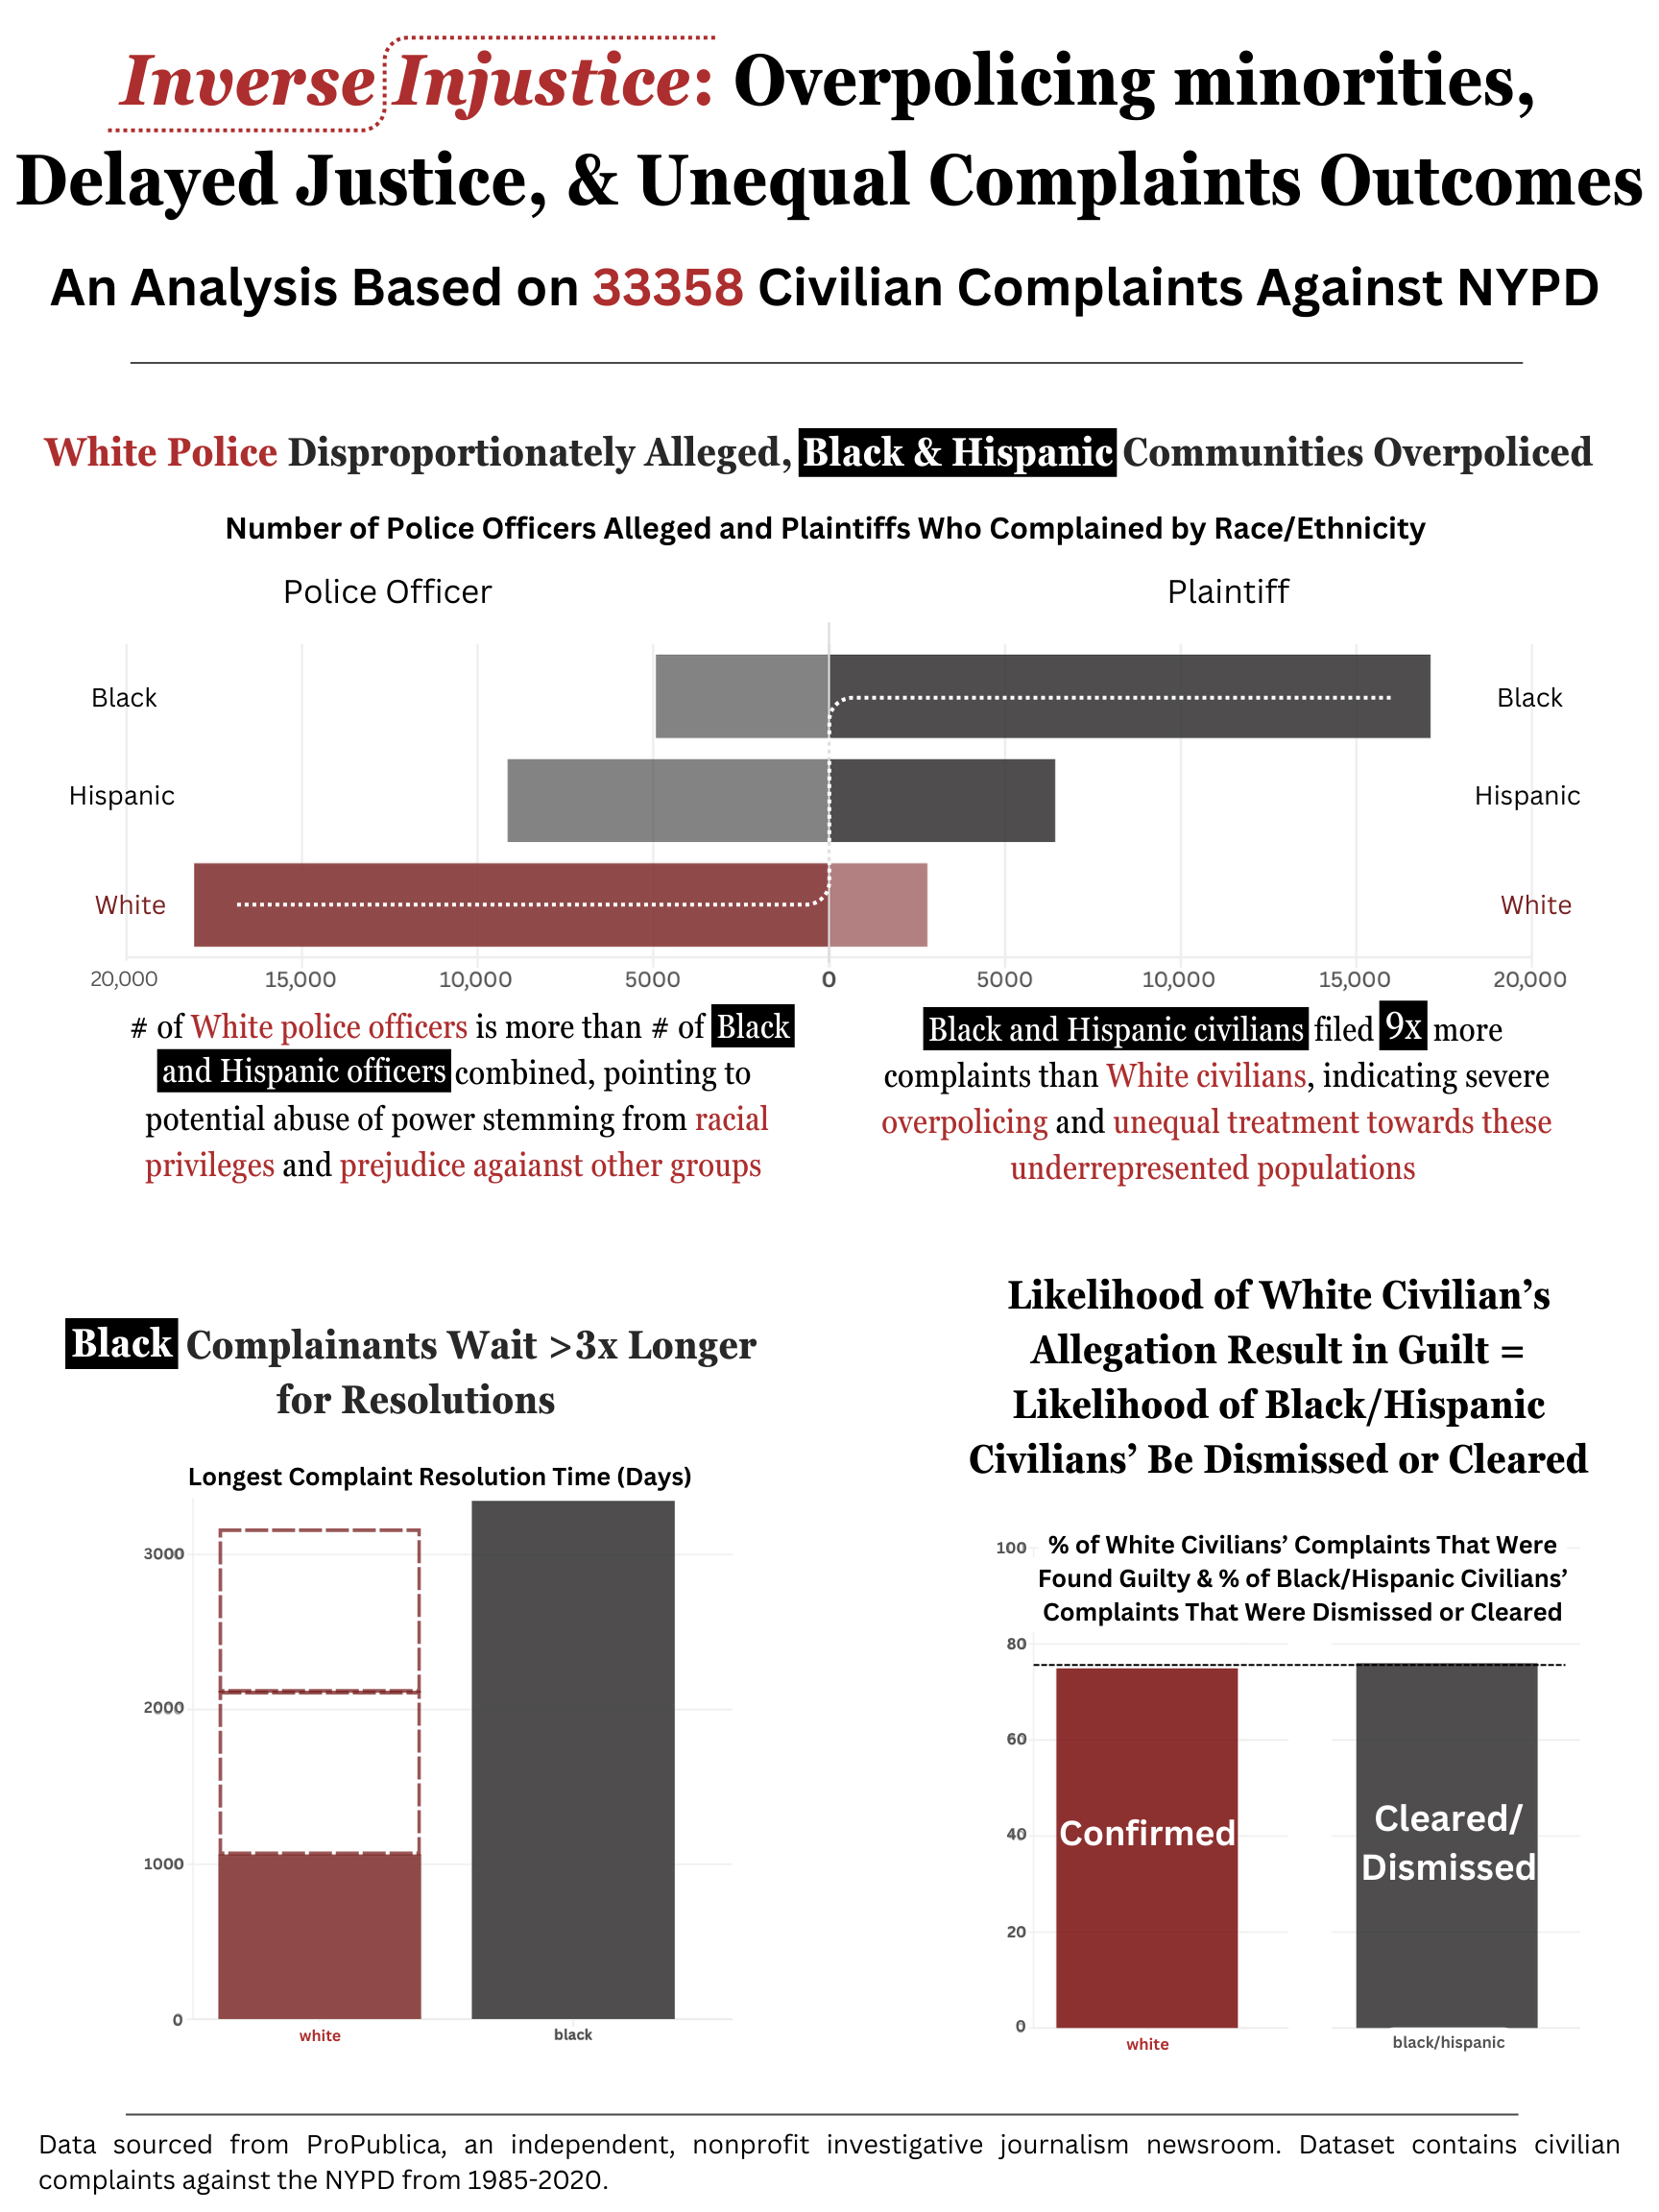 Inverse Injustice: Overpolicing minorities,
Delayed Justice, & Unequal Complaints Outcomes
An Analysis Based on 33358 Civilian Complaints Against NYPD
White Police Disproportionately Alleged, Black & Hispanic Communities Overpoliced
Number of Police Officers Alleged and Plaintiffs Who Complained by Race/Ethnicity
Police Officer
Plaintiff
Black
Black
Hispanic
Hispanic
White
White
20,000 15,000 10,000 5000 0 5000 10,000 15,000 20,000
# of White police officers is more than # of Black
and Hispanic officers combined, pointing to
potential abuse of power stemming from racial
privileges and prejudice agaianst other groups
Black and Hispanic civilians filed 9x more
complaints than White civilians, indicating severe
overpolicing and unequal treatment towards these
underrepresented populations
Black Complainants Wait >3x Longer
for Resolutions
Longest Complaint Resolution Time (Days)
3000
2000
1000
0
white
black
Likelihood of White Civilian’s
Allegation Result in Guilt =
Likelihood of Black/Hispanic
Civilians’ Be Dismissed or Cleared
% of White Civilians’ Complaints That Were
Found Guilty & % of Black/Hispanic Civilians’
Complaints That Were Dismissed or Cleared
100
80
60
40
20
0
Confirmed
Cleared/
Dismissed
white
black/hispanic
Data sourced from ProPublica, an independent, nonprofit investigative journalism newsroom. Dataset contains civilian
complaints against the NYPD from 1985-2020.